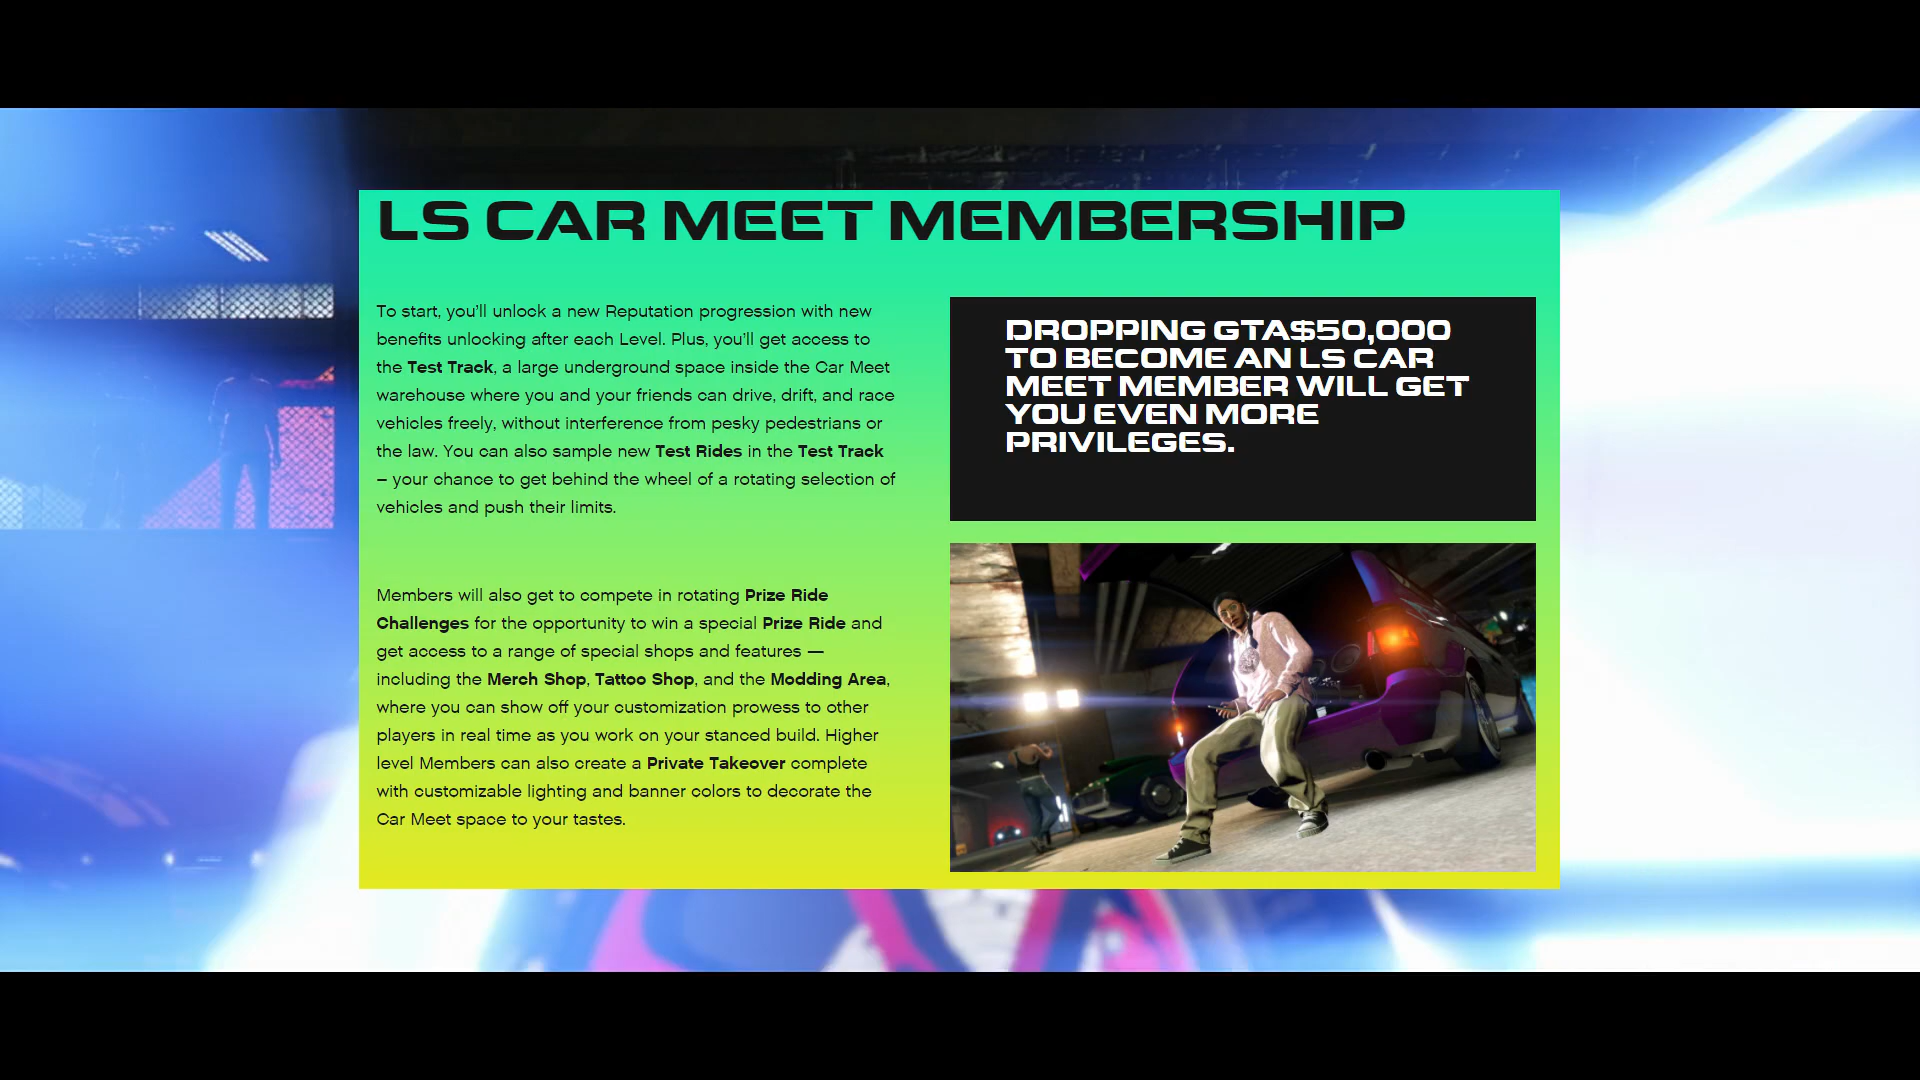 LS CAR MEET MEMBERSHIP
To start, you'll unlock a new Reputation progression with new
benefits unlocking after each Level. Plus, you'll get access to
the Test Track, a large underground space inside the Car Meet
warehouse where you and your friends can drive, drift, and race
vehicles freely, without interference from pesky pedestrians or
the law. You can also sample new Test Rides in the Test Track
– your chance to get behind the wheel of a rotating selection of
vehicles and push their limits.
Members will also get to compete in rotating Prize Ride
Challenges for the opportunity to win a special Prize Ride and
get access to a range of special shops and features —
including the Merch Shop, Tattoo Shop, and the Modding Area,
where you can show off your customization prowess to other
players in real time as you work on your stanced build. Higher
level Members can also create a Private Takeover complete
with customizable lighting and banner colors to decorate the
Car Meet space to your tastes.
DROPPING GTA$50,000
TO BECOME AN LS CAR
MEET MEMBER WILL GET
YOU EVEN MORE
PRIVILEGES.